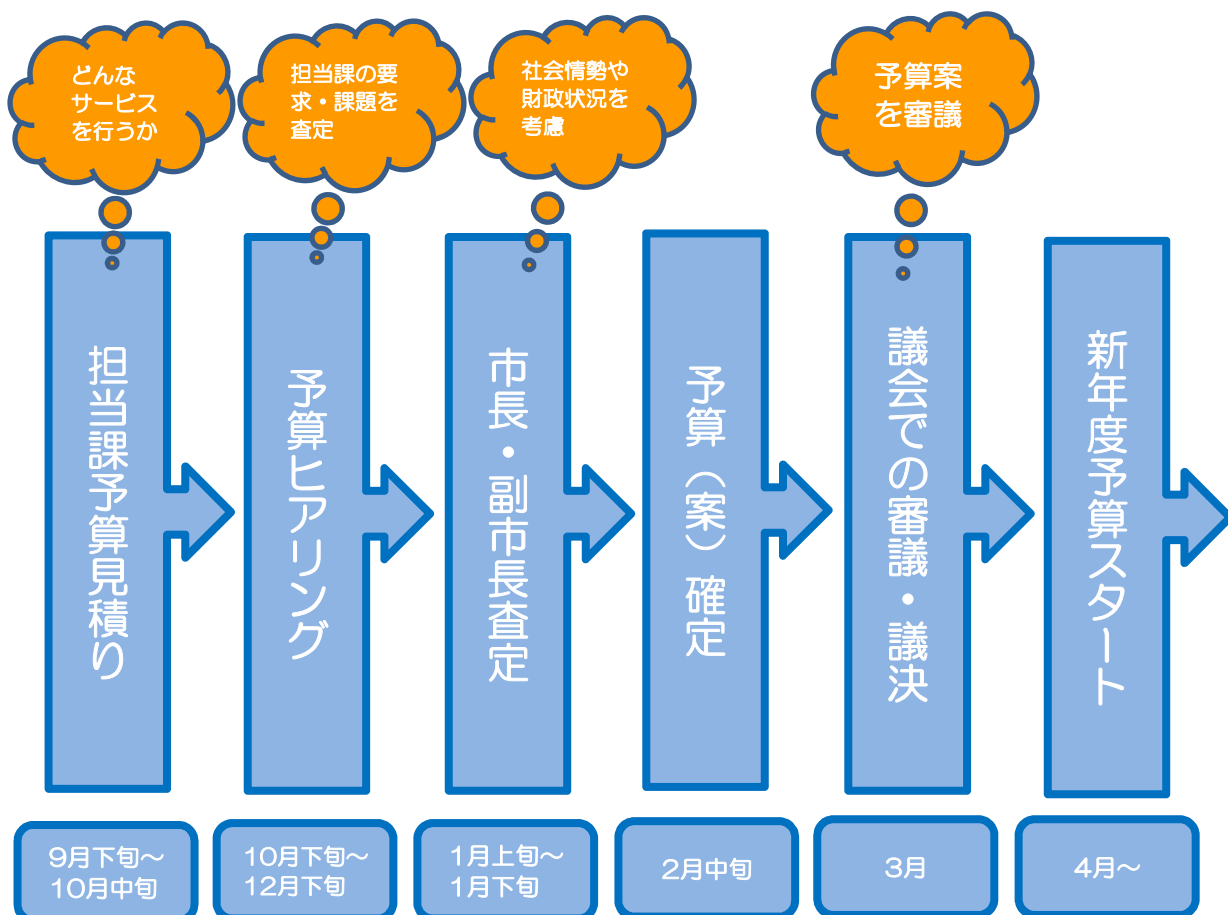 どんな
サービス
を行うか
担当課の要
求・課題を
査定
社会情勢や
財政状況を
考慮
予算案
を審議
担当課予算見積り
予算ヒアリング
市長・副市長査定
予算（案）確定
議会での審議・議決
新年度予算スタート
9月下旬～
10月中旬
10月下旬～
12月下旬
1月上旬～
1月下旬
2月中旬
3月
4月～